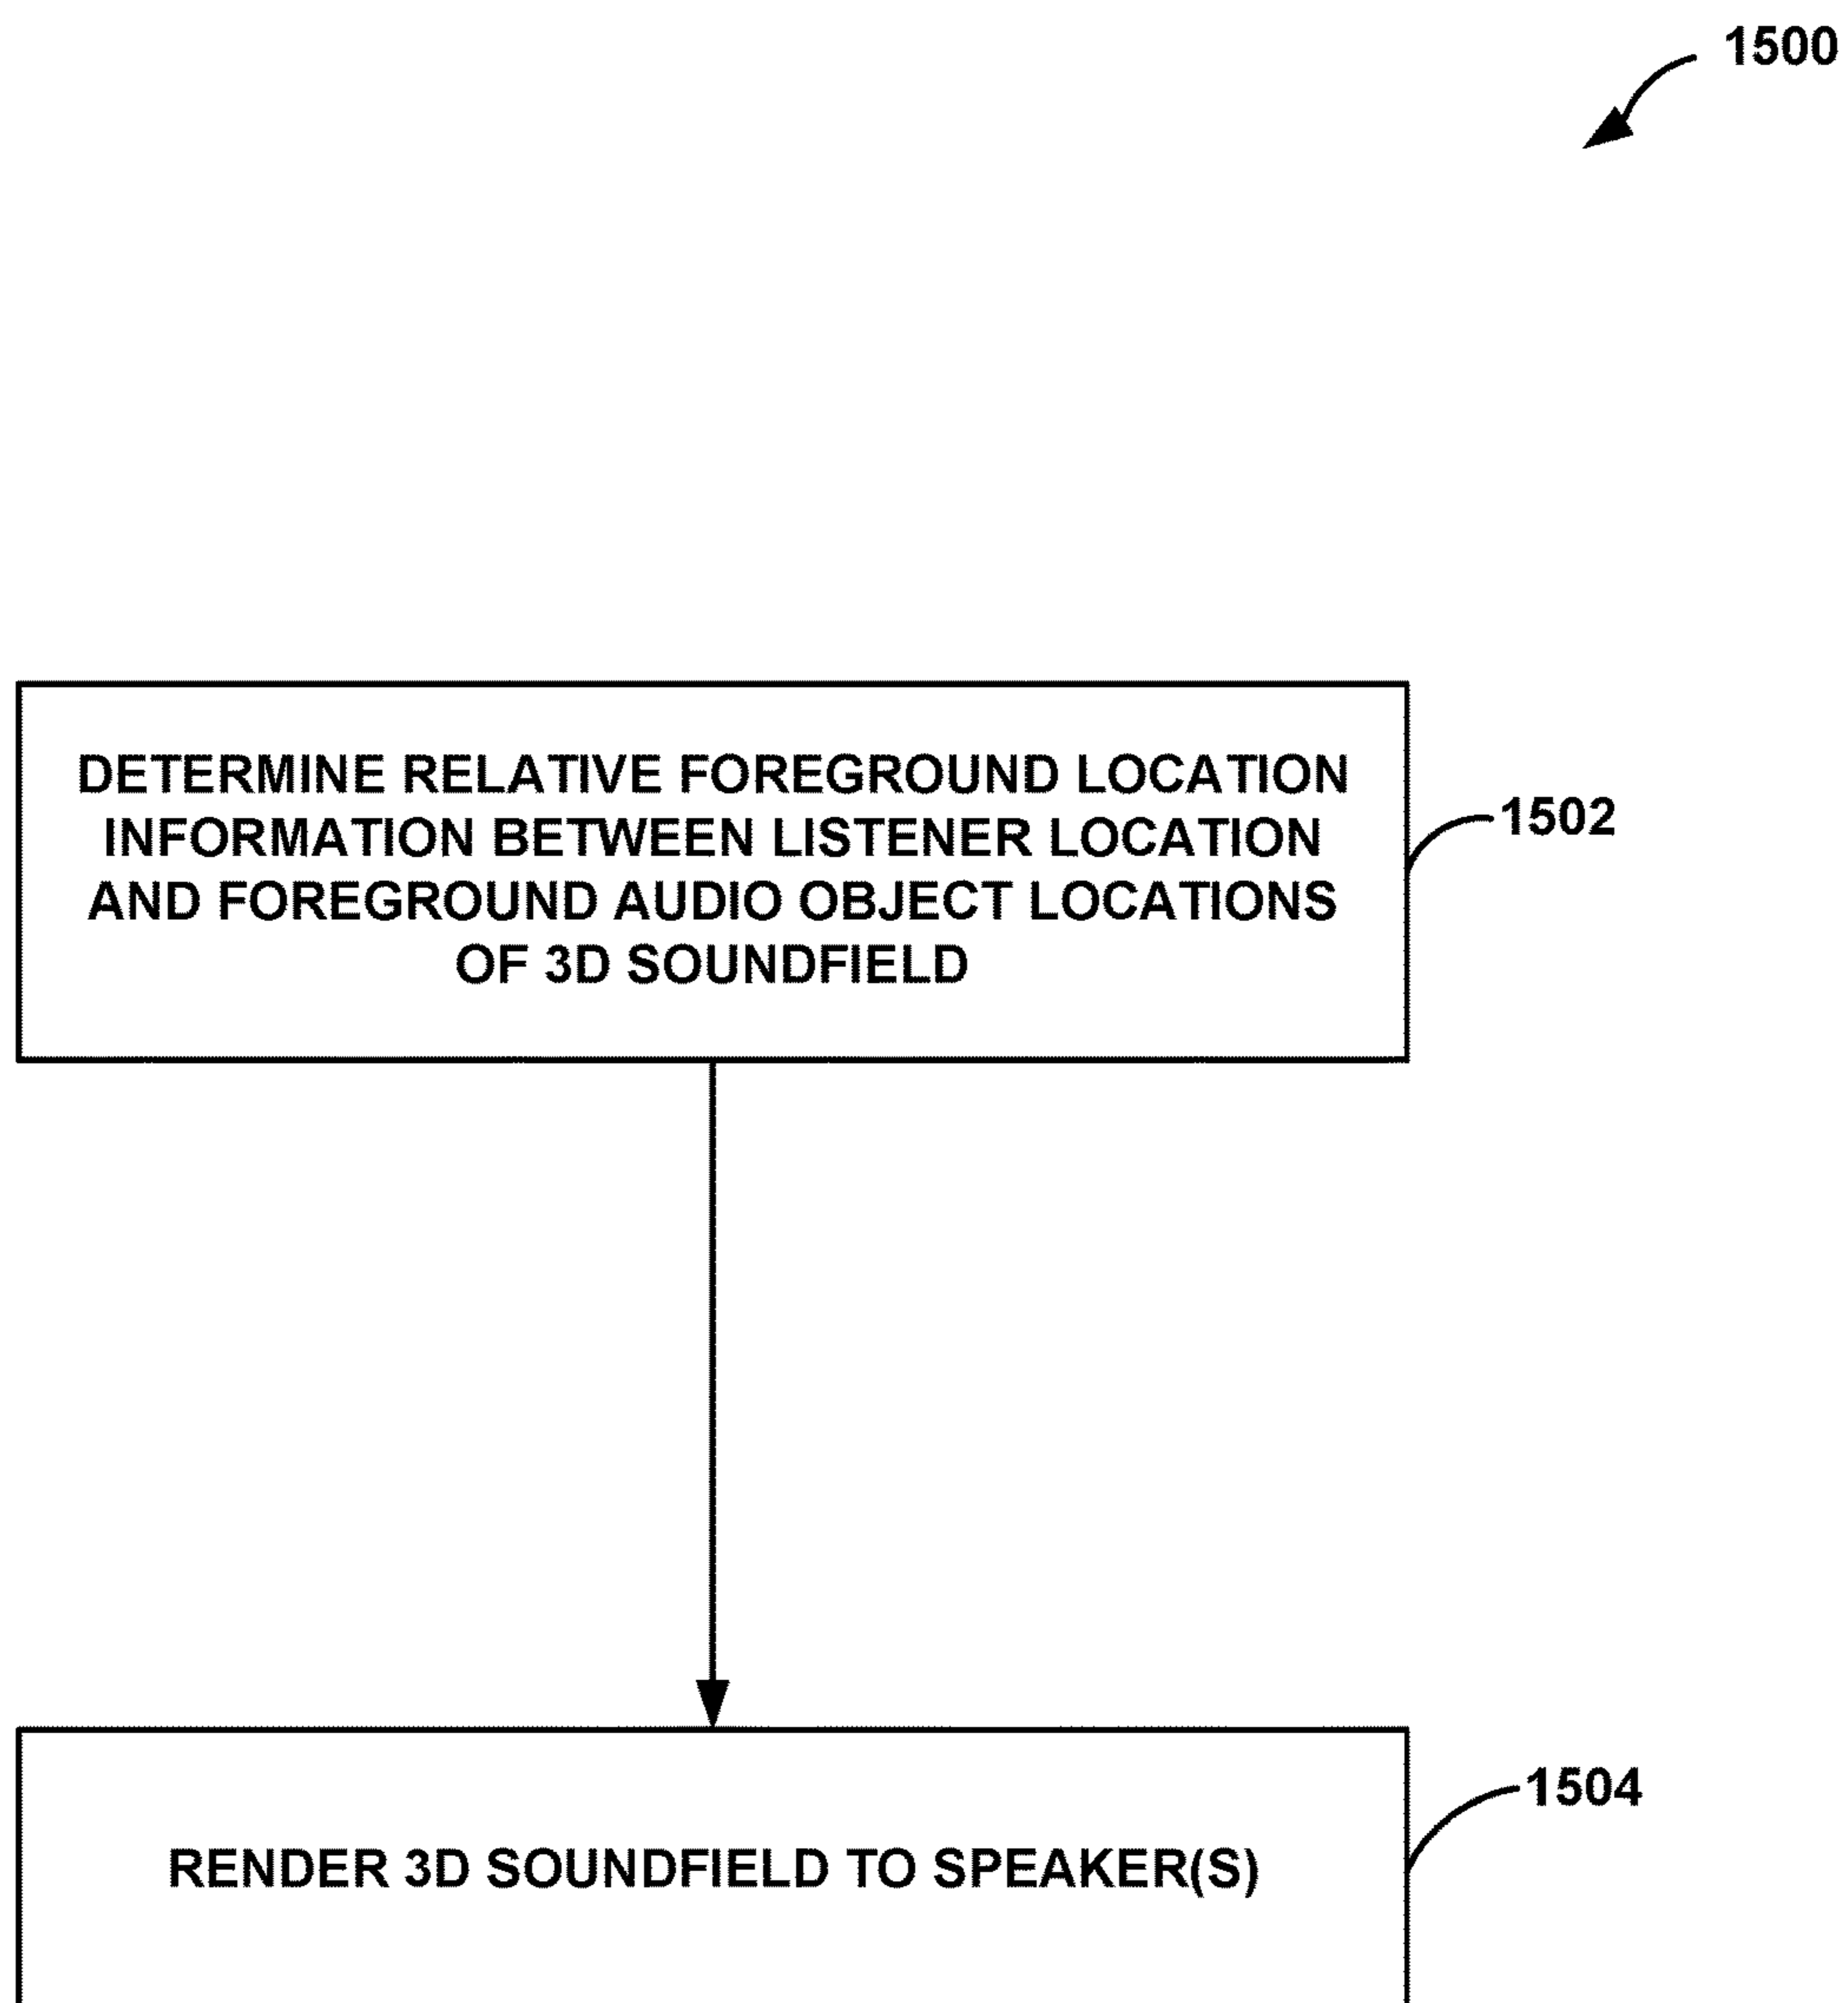 1500
DETERMINE RELATIVE FOREGROUND LOCATION
INFORMATION BETWEEN LISTENER LOCATION
AND FOREGROUND AUDIO OBJECT LOCATIONS
OF 3D SOUNDFIELD
1502
RENDER 3D SOUNDFIELD TO SPEAKER(S)
1504